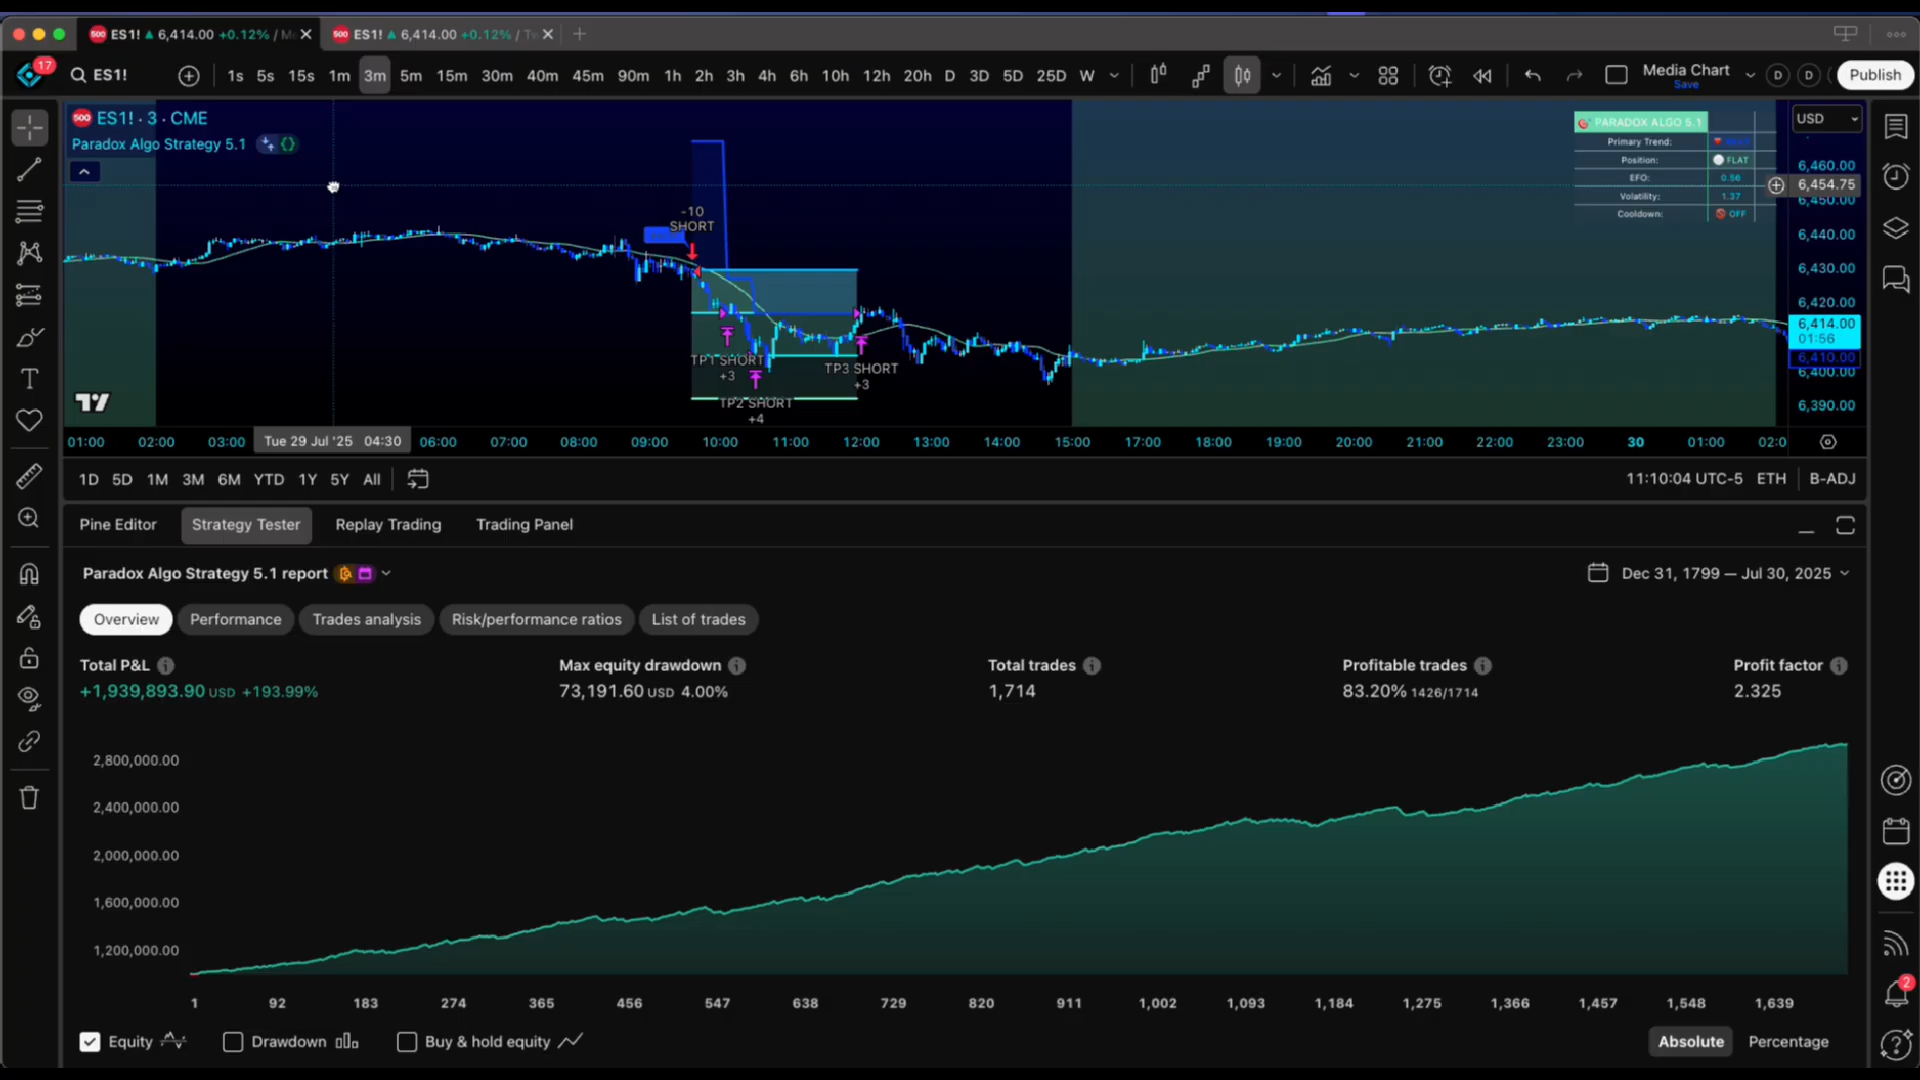 500 ES1! ▲ 6,414.00 +0.12% / M
500 ES1! ▲ 6,414.00 +0.12% / T
17
ES1!
1s 5s 15s 1m 3m 5m 15m 30m 40m 45m 90m 1h 2h 3h 4h 6h 10h 12h 20h D 3D 5D 25D W
Media Chart
Save
D D
Publish
500 ES1! · 3 · CME
Paradox Algo Strategy 5.1
PARADOX ALGO 5.1
Primary Trend:
Position: FLAT
EFO: 0.56
Volatility: 1.37
Cooldown: OFF
USD
6,460.00
6,454.75
6,450.00
6,440.00
6,430.00
6,420.00
6,414.00
01:56
6,410.00
6,400.00
6,390.00
-10
SHORT
TP1 SHORT
+3
TP2 SHORT
+4
TP3 SHORT
+3
01:00 02:00 03:00 Tue 29 Jul '25 04:30 06:00 07:00 08:00 09:00 10:00 11:00 12:00 13:00 14:00 15:00 17:00 18:00 19:00 20:00 21:00 22:00 23:00 30 01:00 02:0
1D 5D 1M 3M 6M YTD 1Y 5Y All
11:10:04 UTC-5 ETH B-ADJ
Pine Editor Strategy Tester Replay Trading Trading Panel
Paradox Algo Strategy 5.1 report
Dec 31, 1799 — Jul 30, 2025
Overview Performance Trades analysis Risk/performance ratios List of trades
Total P&L Max equity drawdown Total trades Profitable trades Profit factor
+1,939,893.90 USD +193.99% 73,191.60 USD 4.00% 1,714 83.20% 1426/1714 2.325
2,800,000.00
2,400,000.00
2,000,000.00
1,600,000.00
1,200,000.00
1 92 183 274 365 456 547 638 729 820 911 1,002 1,093 1,184 1,275 1,366 1,457 1,548 1,639
Equity Drawdown Buy & hold equity
Absolute Percentage
2